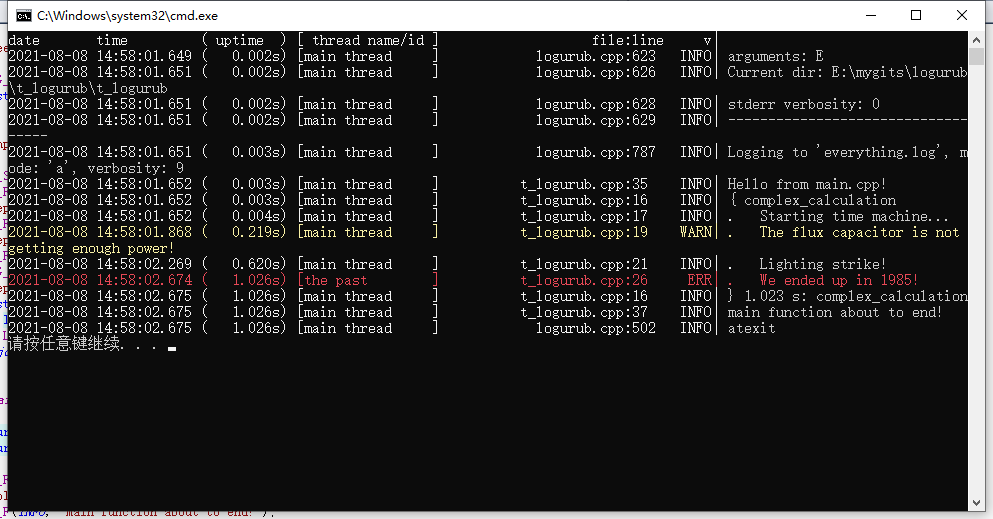 C:\Windows\system32\cmd.exe
date       time         ( uptime  ) [ thread name/id ]                   file:line     v|
2021-08-08 14:58:01.649 (   0.002s) [main thread     ]            logurub.cpp:623   INFO| arguments: E
2021-08-08 14:58:01.651 (   0.002s) [main thread     ]            logurub.cpp:626   INFO| Current dir: E:\mygits\logurub
\t_logurub\t_logurub
2021-08-08 14:58:01.651 (   0.002s) [main thread     ]            logurub.cpp:628   INFO| stderr verbosity: 0
2021-08-08 14:58:01.651 (   0.002s) [main thread     ]            logurub.cpp:629   INFO| -------------------------------
-----
2021-08-08 14:58:01.651 (   0.003s) [main thread     ]            logurub.cpp:787   INFO| Logging to 'everything.log', m
ode: 'a', verbosity: 9
2021-08-08 14:58:01.652 (   0.003s) [main thread     ]          t_logurub.cpp:35    INFO| Hello from main.cpp!
2021-08-08 14:58:01.652 (   0.003s) [main thread     ]          t_logurub.cpp:16    INFO| { complex_calculation
2021-08-08 14:58:01.652 (   0.004s) [main thread     ]          t_logurub.cpp:17    INFO| .   Starting time machine...
2021-08-08 14:58:01.868 (   0.219s) [main thread     ]          t_logurub.cpp:19    WARN| .   The flux capacitor is not 
getting enough power!
2021-08-08 14:58:02.269 (   0.620s) [main thread     ]          t_logurub.cpp:21    INFO| .   Lighting strike!
2021-08-08 14:58:02.674 (   1.026s) [the past        ]          t_logurub.cpp:26     ERR| .   We ended up in 1985!
2021-08-08 14:58:02.675 (   1.026s) [main thread     ]          t_logurub.cpp:16    INFO| } 1.023 s: complex_calculation
2021-08-08 14:58:02.675 (   1.026s) [main thread     ]          t_logurub.cpp:37    INFO| main function about to end!
2021-08-08 14:58:02.675 (   1.026s) [main thread     ]            logurub.cpp:502   INFO| atexit
请按任意键继续. . .